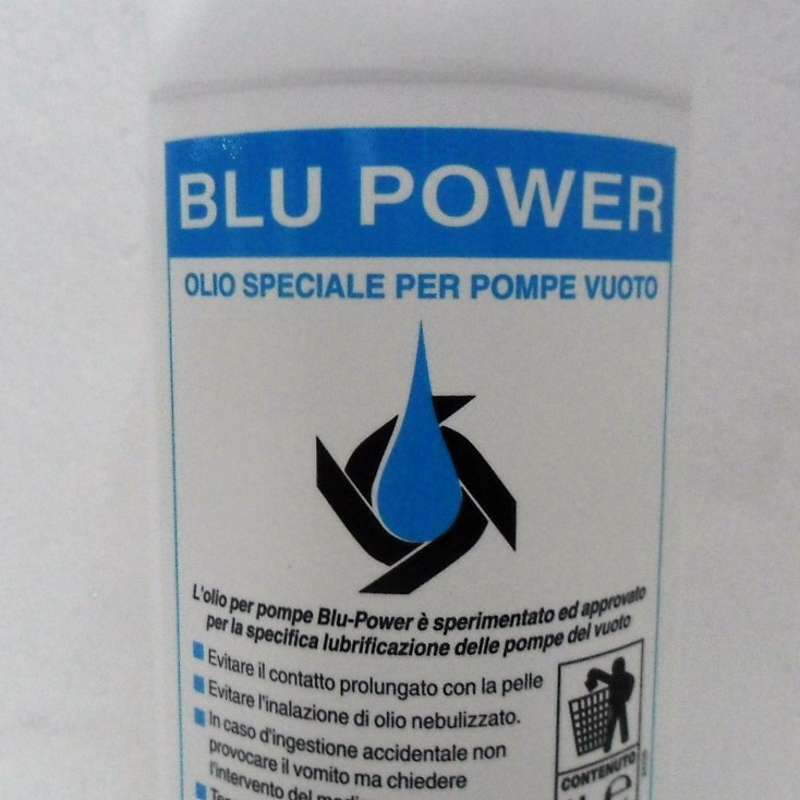 BLU POWER
OLIO SPECIALE PER POMPE VUOTO
L'olio per pompe Blu-Power è sperimentato ed approvato
per la specifica lubrificazione delle pompe del vuoto
Evitare il contatto prolungato con la pelle
Evitare l'inalazione di olio nebulizzato.
In caso d'ingestione accidentale non
provocare il vomito ma chiedere
l'intervento del
CONTENUTO